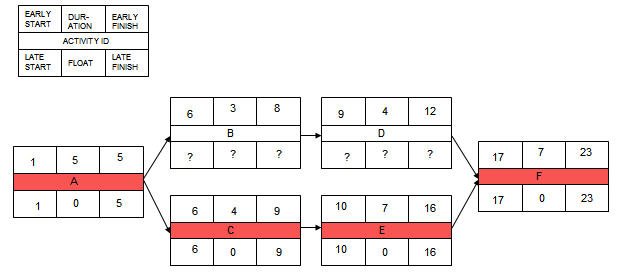 EARLY START DUR-ATION EARLY FINISH
ACTIVITY ID
LATE START FLOAT LATE FINISH
6 3 8
B
? ? ?
9 4 12
D
? ? ?
1 5 5
A
1 0 5
17 7 23
F
17 0 23
6 4 9
C
6 0 9
10 7 16
E
10 0 16